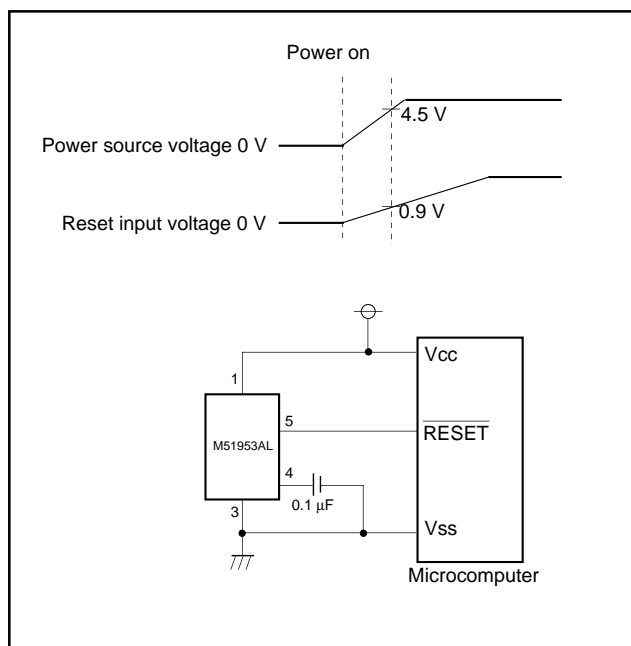 Power on
4.5 V
Power source voltage 0 V
0.9 V
Reset input voltage 0 V
1
Vcc
5
M51953AL
RESET
4
0.1 μF
3
Vss
Microcomputer